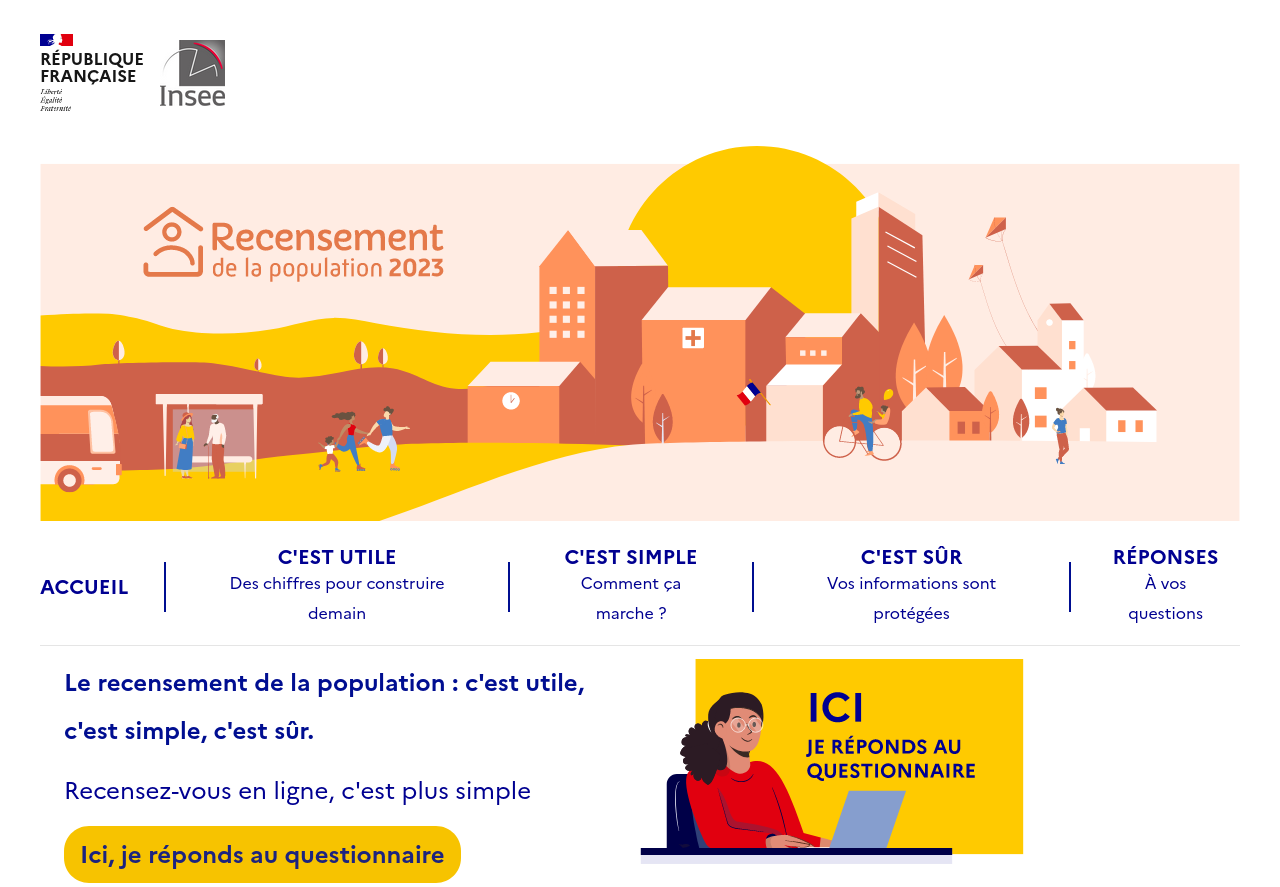 RÉPUBLIQUE
FRANÇAISE
Liberté
Égalité
Fraternité
Insee
Recensement
de la population 2023
ACCUEIL
C'EST UTILE
Des chiffres pour construire
demain
C'EST SIMPLE
Comment ça
marche ?
C'EST SÛR
Vos informations sont
protégées
RÉPONSES
À vos
questions
Le recensement de la population : c'est utile,
c'est simple, c'est sûr.
Recensez-vous en ligne, c'est plus simple
Ici, je réponds au questionnaire
ICI
JE RÉPONDS AU
QUESTIONNAIRE